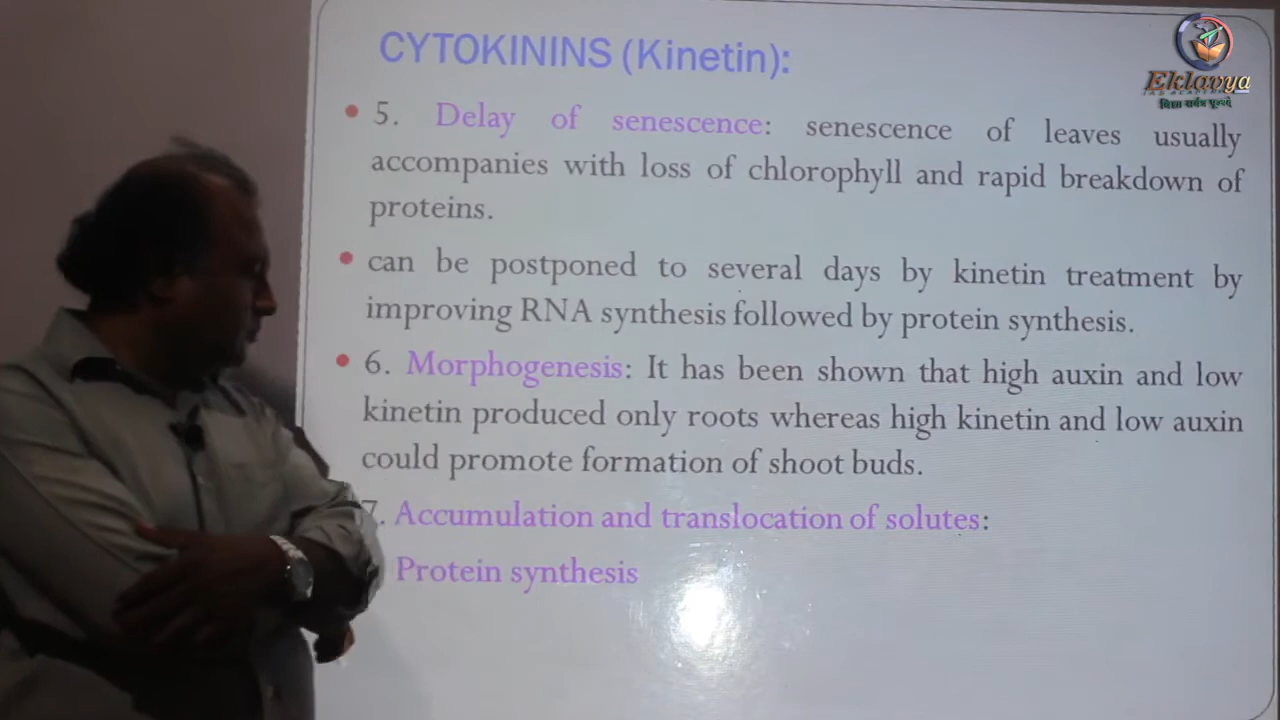 CYTOKININS (Kinetin):
Eklavya
• 5. Delay of senescence: senescence of leaves usually
accompanies with loss of chlorophyll and rapid breakdown of
proteins.
• can be postponed to several days by kinetin treatment by
improving RNA synthesis followed by protein synthesis.
• 6. Morphogenesis: It has been shown that high auxin and low
kinetin produced only roots whereas high kinetin and low auxin
could promote formation of shoot buds.
7. Accumulation and translocation of solutes:
Protein synthesis